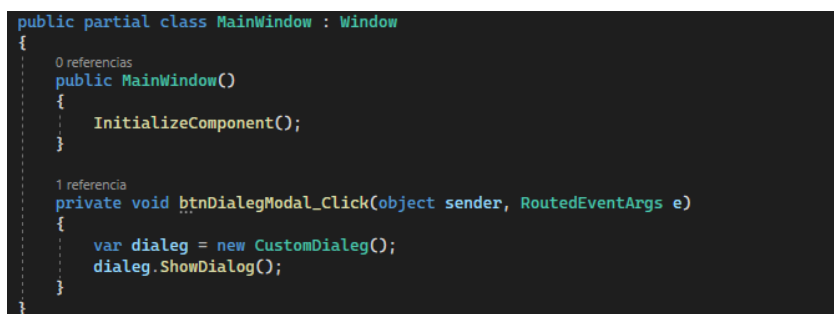 public partial class MainWindow : Window
{
0 referencias
public MainWindow()
{
InitializeComponent();
}
1 referencia
private void btnDialegModal_Click(object sender, RoutedEventArgs e)
{
var dialeg = new CustomDialeg();
dialeg.ShowDialog();
}
}